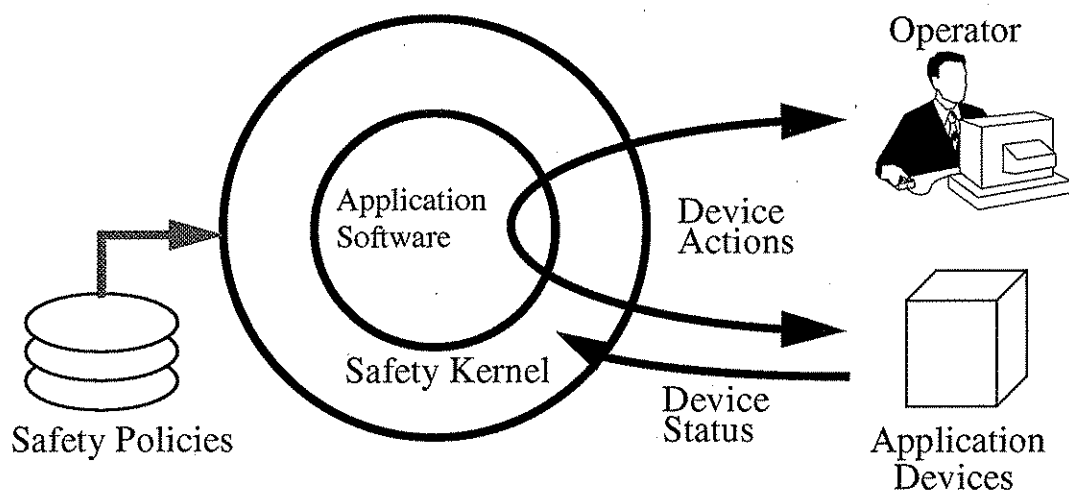 Operator
Application
Software
Device
Actions
Safety Kernel
Device
Status
Safety Policies
Application
Devices